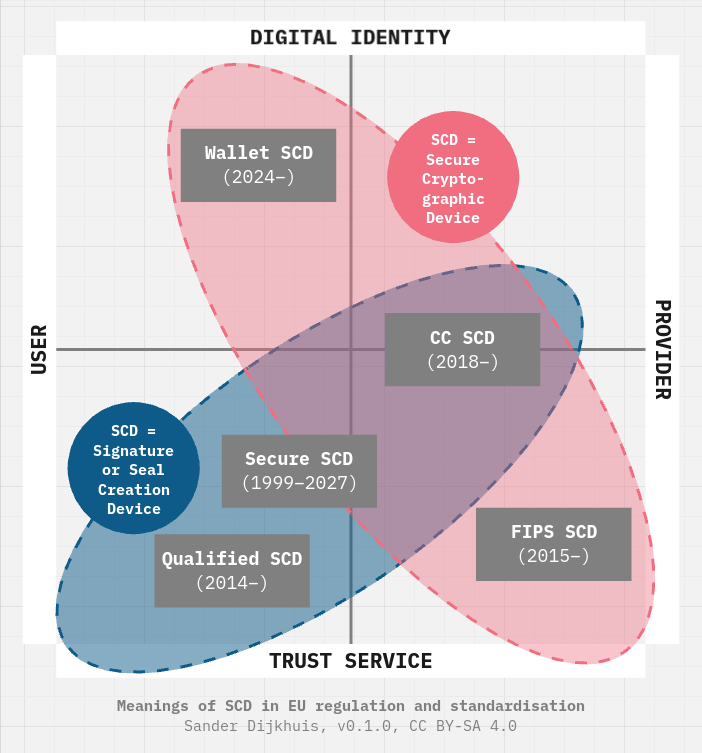 DIGITAL IDENTITY
Wallet SCD
(2024–)
SCD =
Secure
Crypto-
graphic
Device
USER
PROVIDER
CC SCD
(2018–)
SCD =
Signature
or Seal
Creation
Device
Secure SCD
(1999–2027)
FIPS SCD
(2015–)
Qualified SCD
(2014–)
TRUST SERVICE
Meanings of SCD in EU regulation and standardisation
Sander Dijkhuis, v0.1.0, CC BY-SA 4.0